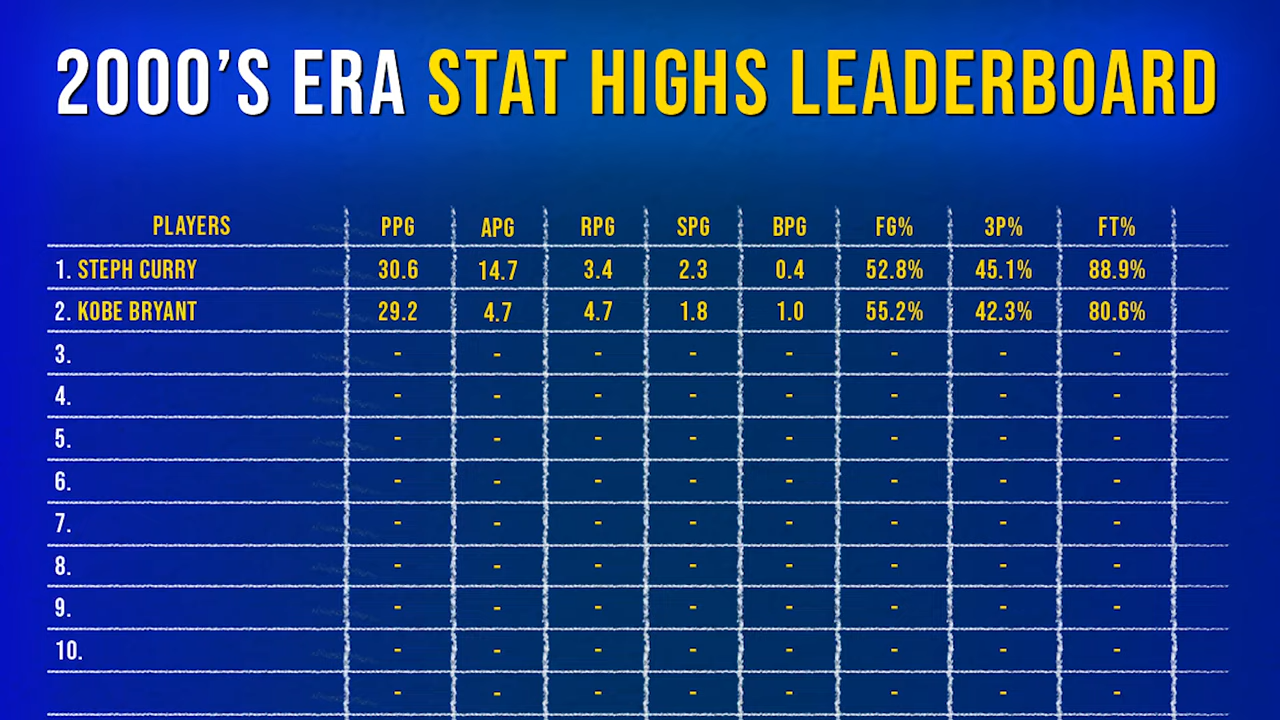 2000'S ERA STAT HIGHS LEADERBOARD
PLAYERS PPG APG RPG SPG BPG FG% 3P% FT%
1. STEPH CURRY 30.6 14.7 3.4 2.3 0.4 52.8% 45.1% 88.9%
2. KOBE BRYANT 29.2 4.7 4.7 1.8 1.0 55.2% 42.3% 80.6%
3. - - - - - - - -
4. - - - - - - - -
5. - - - - - - - -
6. - - - - - - - -
7. - - - - - - - -
8. - - - - - - - -
9. - - - - - - - -
10. - - - - - - - -
- - - - - - - -